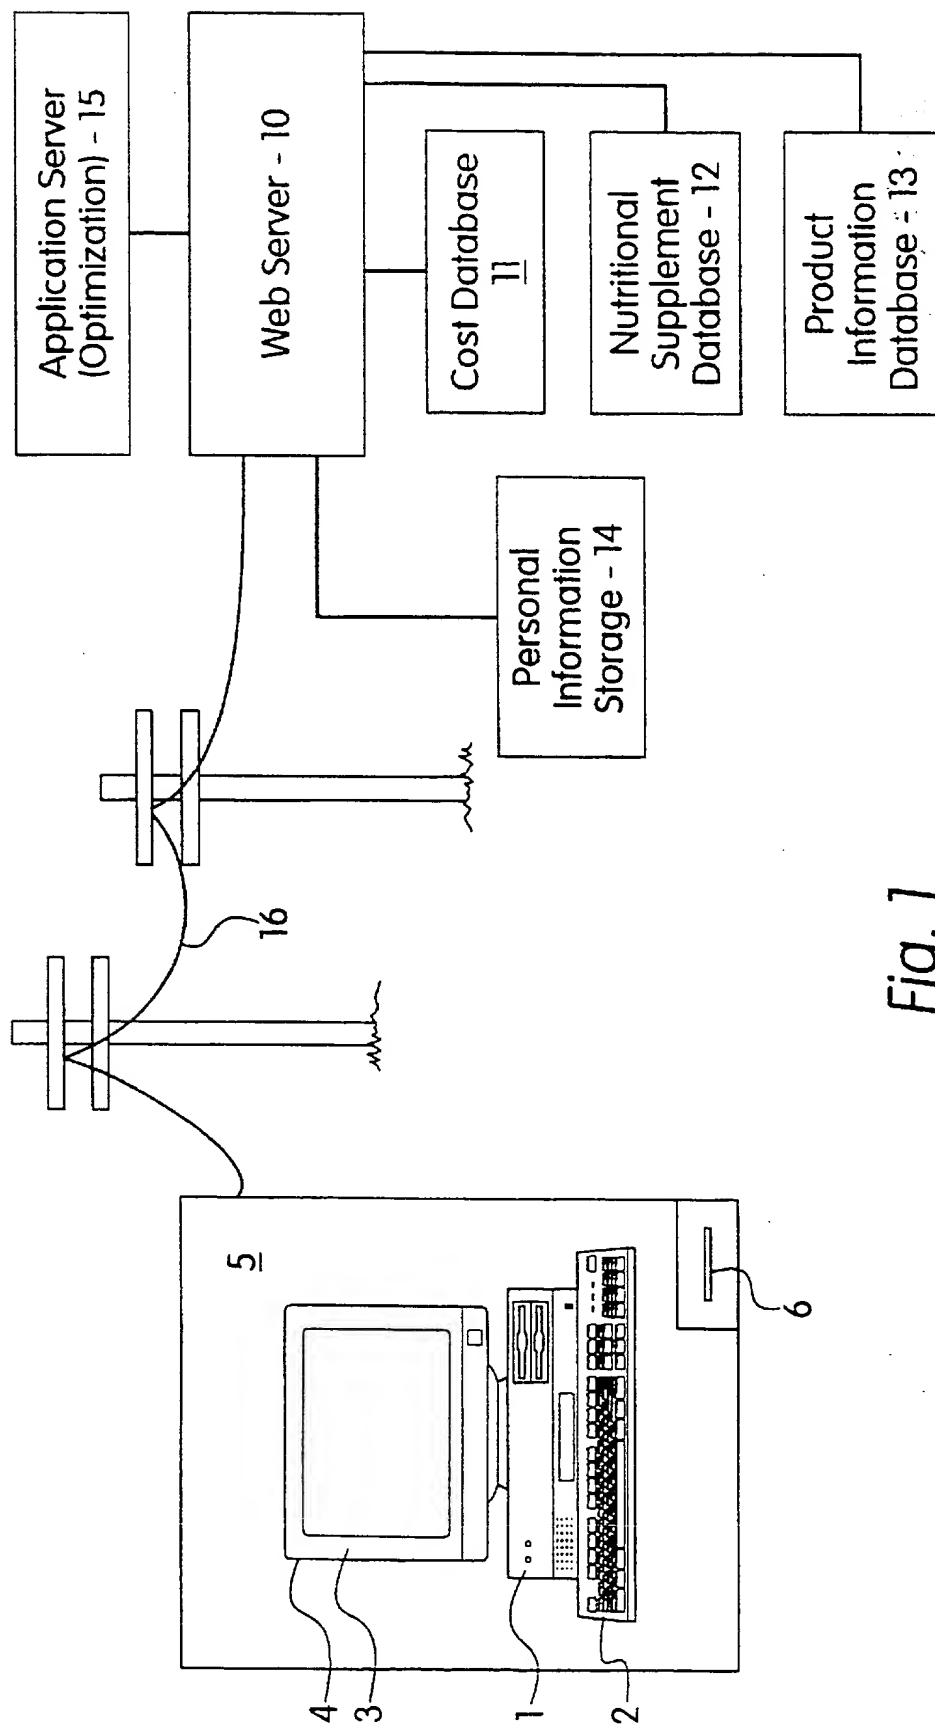 Application Server
(Optimization) - 15
Web Server - 10
Cost Database
11
Nutritional
Supplement
Database - 12
Product
Information
Database - 13
Personal
Information
Storage - 14
16
5
4
3
1
2
6
Fig. 1